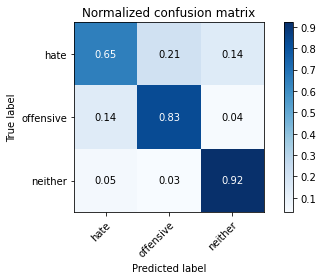 Normalized confusion matrix
True label
hate 0.65 0.21 0.14
offensive 0.14 0.83 0.04
neither 0.05 0.03 0.92
hate offensive neither
Predicted label
0.9
0.8
0.7
0.6
0.5
0.4
0.3
0.2
0.1